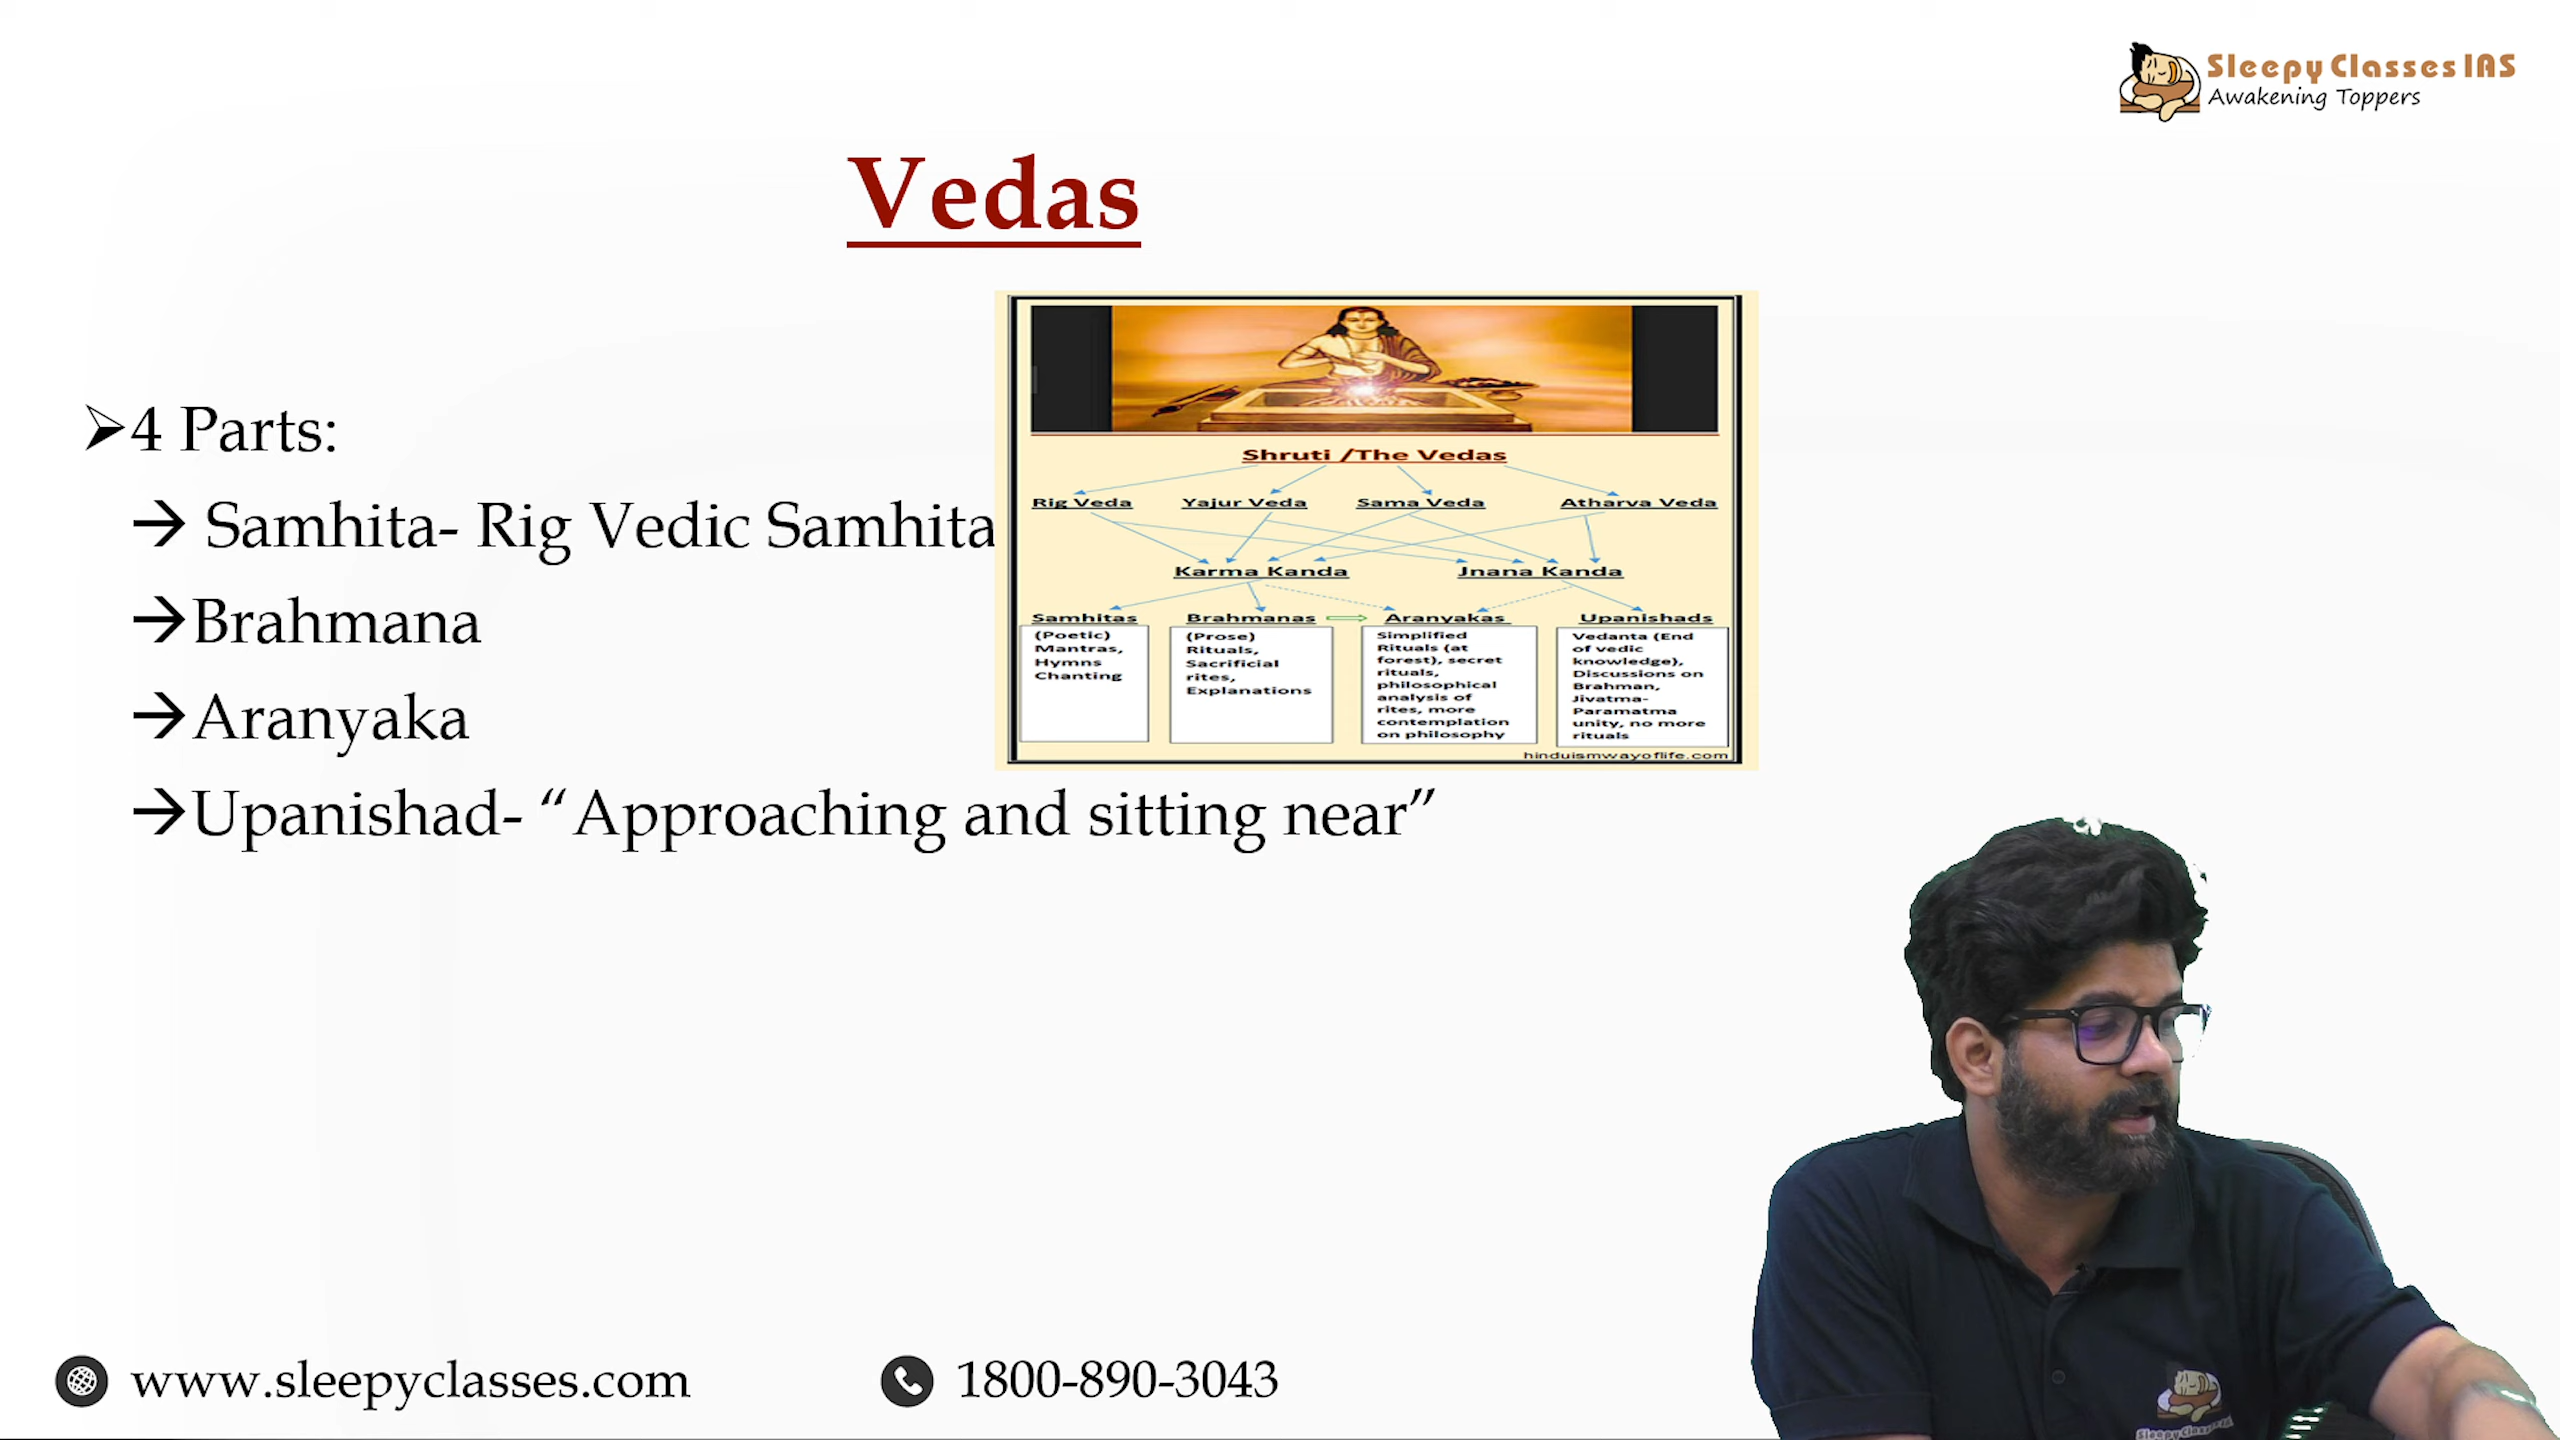 Sleepy Classes IAS
Awakening Toppers
Vedas
4 Parts:
→ Samhita- Rig Vedic Samhita
→Brahmana
→Aranyaka
→Upanishad- “Approaching and sitting near”
Shruti /The Vedas
Rig Veda Yajur Veda Sama Veda Atharva Veda
Karma Kanda Jnana Kanda
Samhitas
(Poetic)
Mantras,
Hymns
Chanting
Brahmanas
(Prose)
Rituals,
Sacrificial
rites,
Explanations
Aranyakas
Simplified
Rituals (at
forest), secret
rituals,
philosophical
analysis of
rites, more
contemplation
on philosophy
Upanishads
Vedanta (End
of vedic
knowledge),
Discussions on
Brahman,
Jivatma-
Paramatma
unity, no more
rituals
hinduismwayoflife.com
www.sleepyclasses.com
1800-890-3043